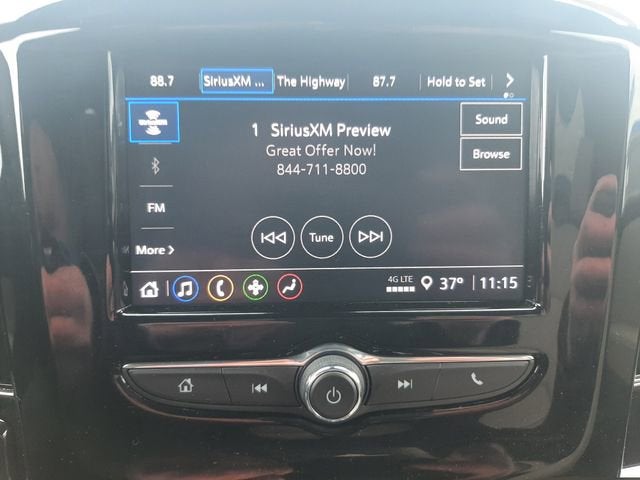 88.7 SiriusXM ... The Highway 87.7 Hold to Set
1 SiriusXM Preview
Great Offer Now!
844-711-8800
Sound
Browse
FM
More
Tune
4G LTE
37° 11:15